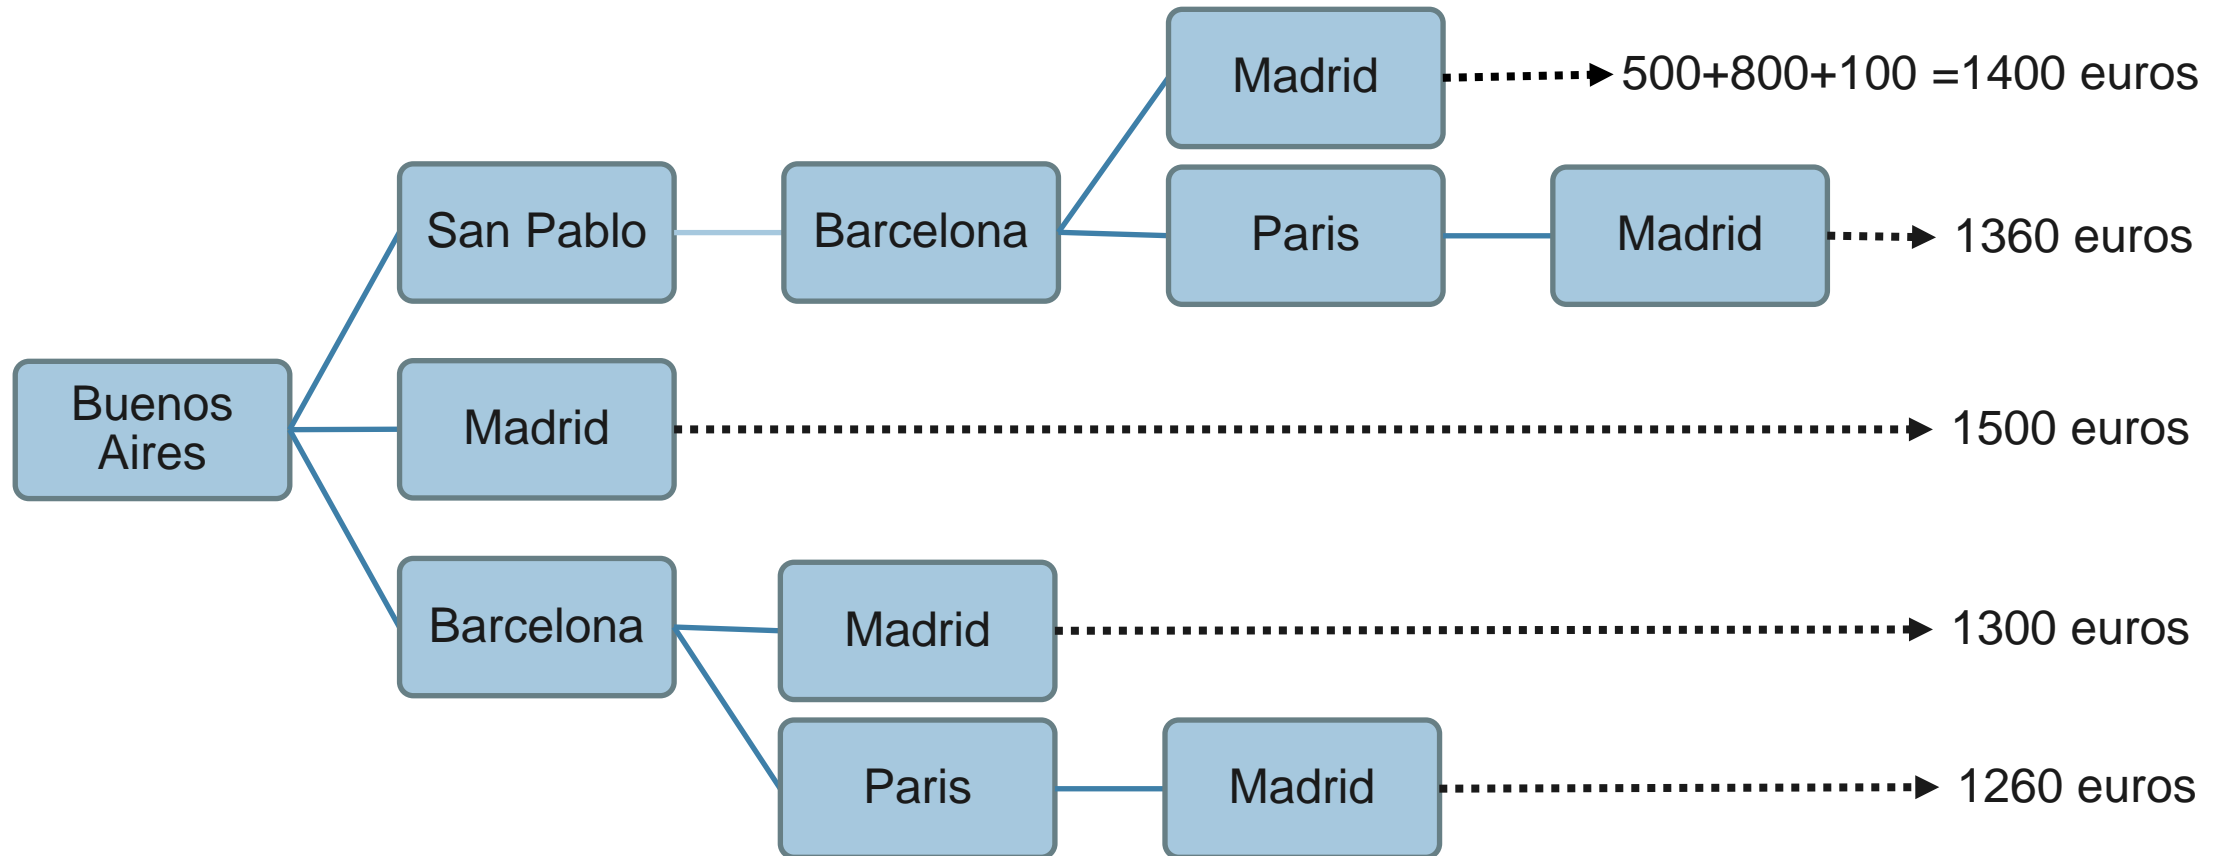 Madrid
500+800+100 =1400 euros
San Pablo
Barcelona
Paris
Madrid
1360 euros
Buenos
Aires
Madrid
1500 euros
Barcelona
Madrid
1300 euros
Paris
Madrid
1260 euros